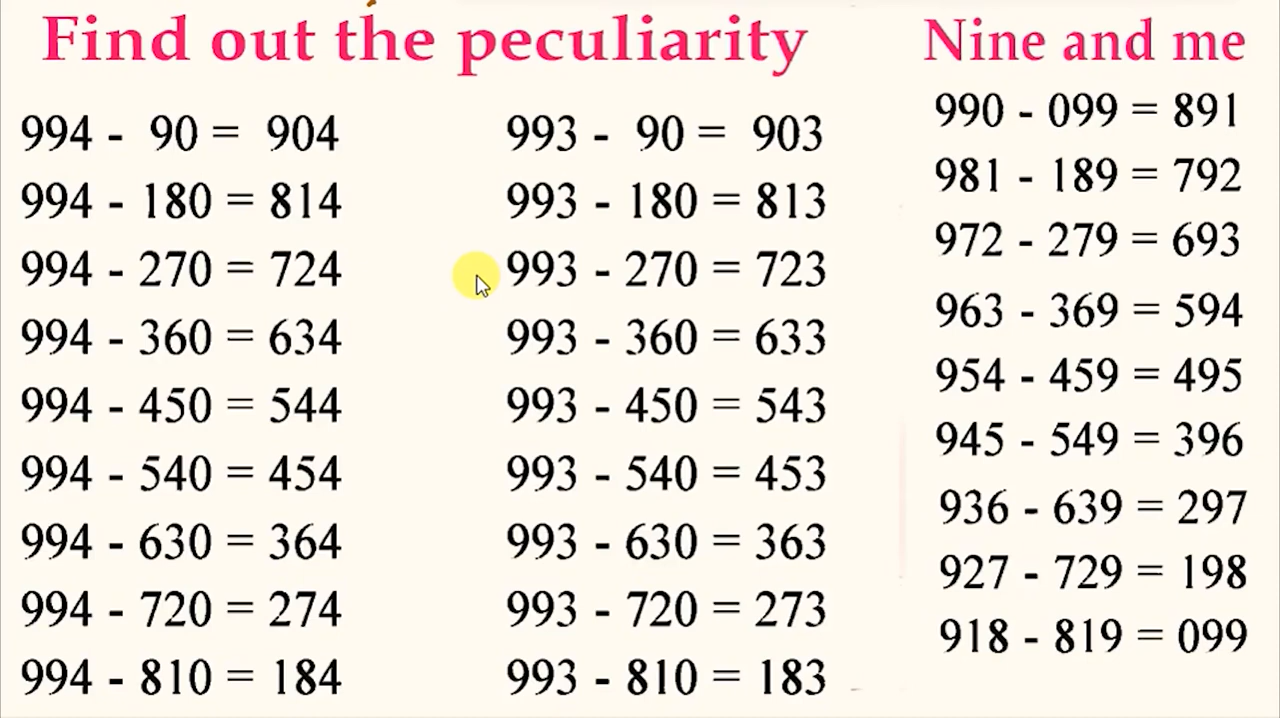 Find out the peculiarity
994 - 90 = 904
994 - 180 = 814
994 - 270 = 724
994 - 360 = 634
994 - 450 = 544
994 - 540 = 454
994 - 630 = 364
994 - 720 = 274
994 - 810 = 184
993 - 90 = 903
993 - 180 = 813
993 - 270 = 723
993 - 360 = 633
993 - 450 = 543
993 - 540 = 453
993 - 630 = 363
993 - 720 = 273
993 - 810 = 183
Nine and me
990 - 099 = 891
981 - 189 = 792
972 - 279 = 693
963 - 369 = 594
954 - 459 = 495
945 - 549 = 396
936 - 639 = 297
927 - 729 = 198
918 - 819 = 099